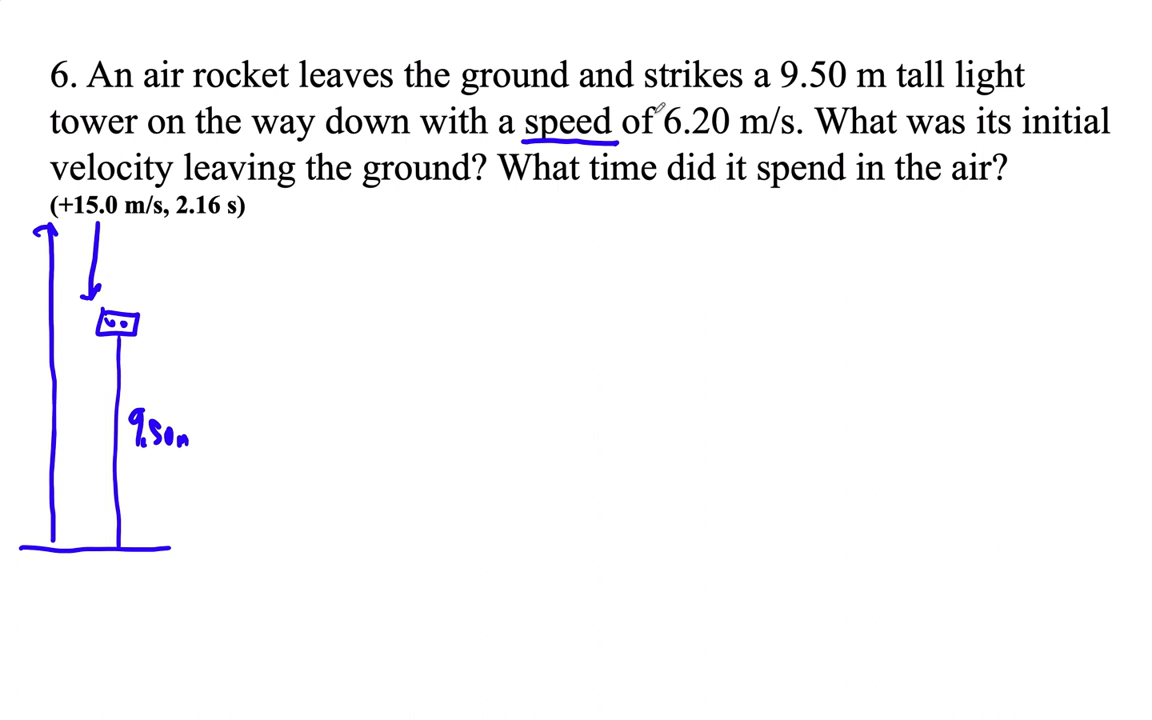 6. An air rocket leaves the ground and strikes a 9.50 m tall light
tower on the way down with a speed of 6.20 m/s. What was its initial
velocity leaving the ground? What time did it spend in the air?
(+15.0 m/s, 2.16 s)
9.50m